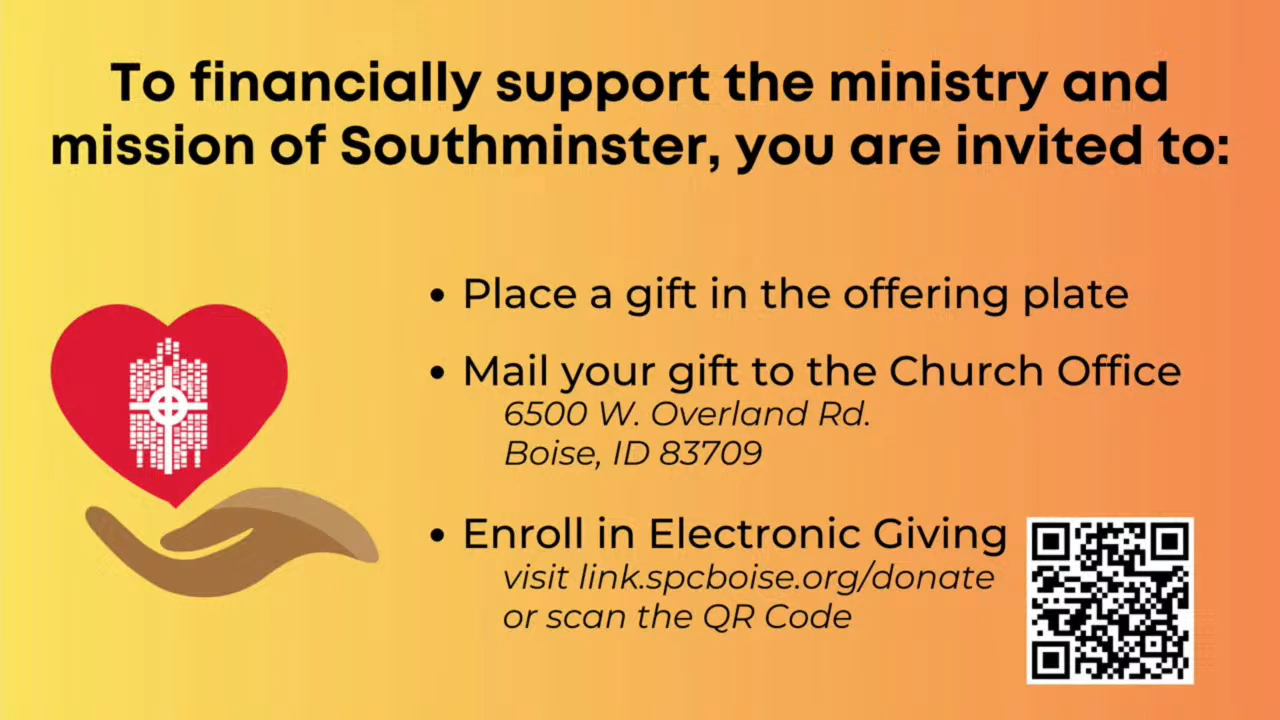 To financially support the ministry and
mission of Southminster, you are invited to:
• Place a gift in the offering plate
• Mail your gift to the Church Office
6500 W. Overland Rd.
Boise, ID 83709
• Enroll in Electronic Giving
visit link.spcboise.org/donate
or scan the QR Code